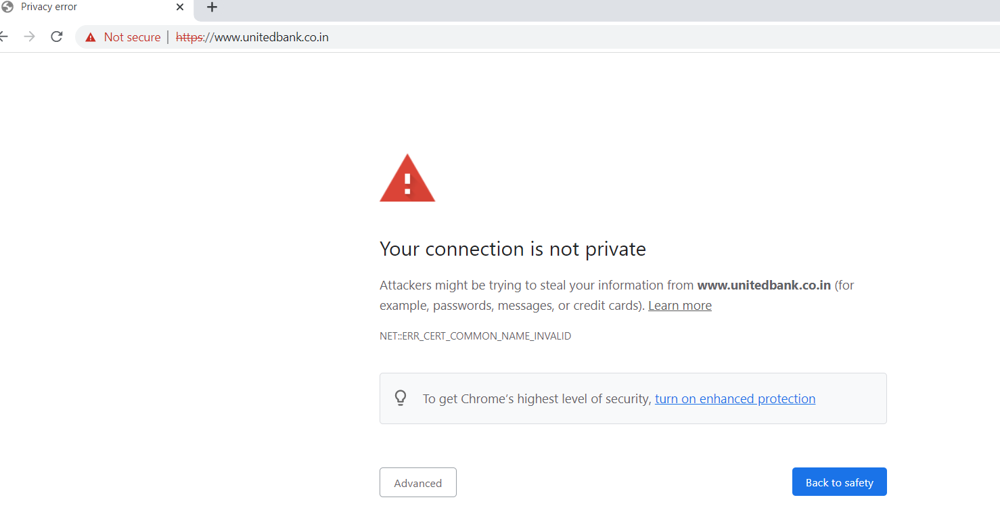 Privacy error
Not secure | https://www.unitedbank.co.in
Your connection is not private
Attackers might be trying to steal your information from www.unitedbank.co.in (for
example, passwords, messages, or credit cards). Learn more
NET::ERR_CERT_COMMON_NAME_INVALID
To get Chrome’s highest level of security, turn on enhanced protection
Advanced
Back to safety